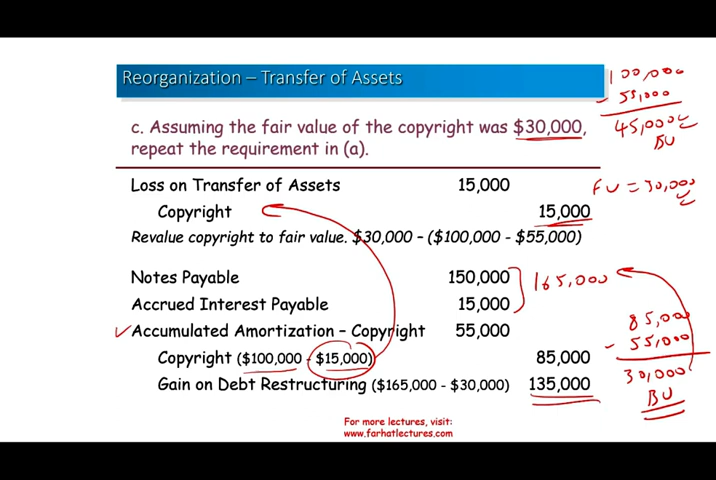 Reorganization – Transfer of Assets
c. Assuming the fair value of the copyright was $30,000,
repeat the requirement in (a).
Loss on Transfer of Assets 15,000
Copyright 15,000
Revalue copyright to fair value. $30,000 – ($100,000 - $55,000)
Notes Payable 150,000
Accrued Interest Payable 15,000
Accumulated Amortization – Copyright 55,000
Copyright ($100,000 - $15,000) 85,000
Gain on Debt Restructuring ($165,000 - $30,000) 135,000
For more lectures, visit:
www.farhatlectures.com
100,000
- 55,000
45,000
BV
FV = 30,000
165,000
85,000
- 55,000
30,000
BV